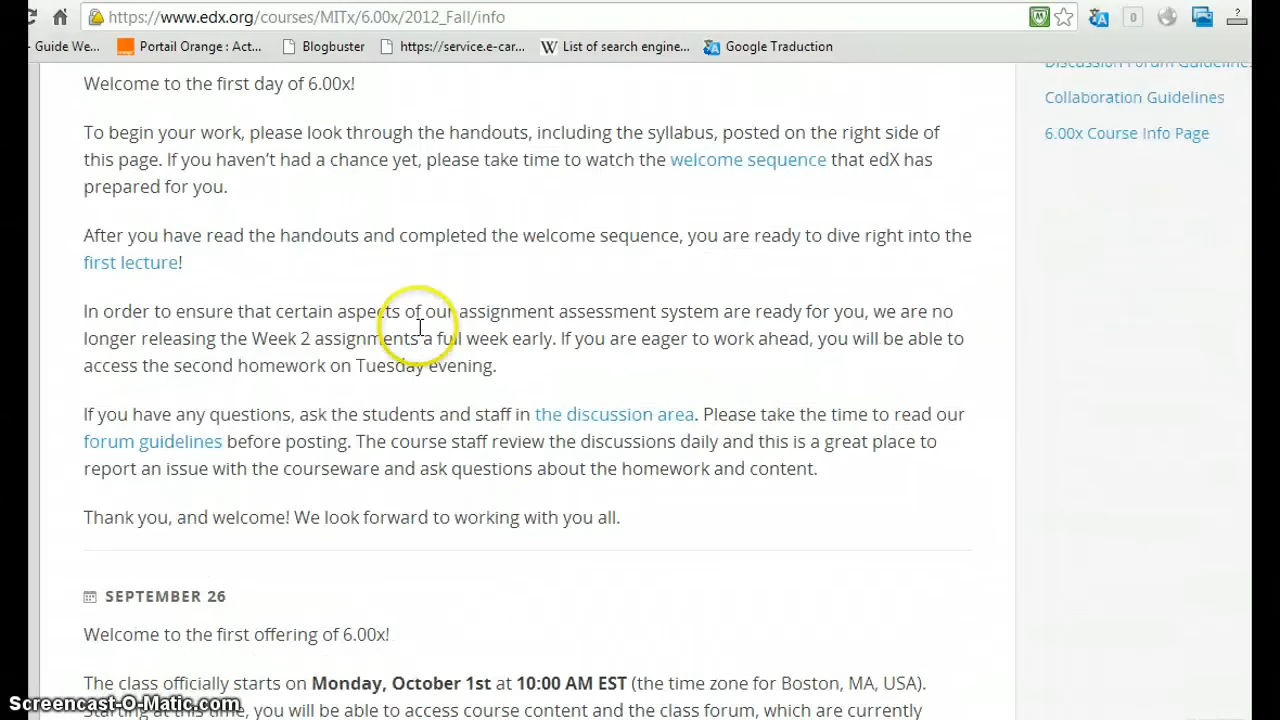 https://www.edx.org/courses/MITx/6.00x/2012_Fall/info
0
?
Guide We... Portail Orange : Act... Blogbuster https://service.e-car... List of search engine... Google Traduction
Welcome to the first day of 6.00x!
To begin your work, please look through the handouts, including the syllabus, posted on the right side of
this page. If you haven't had a chance yet, please take time to watch the welcome sequence that edX has
prepared for you.
After you have read the handouts and completed the welcome sequence, you are ready to dive right into the
first lecture!
In order to ensure that certain aspects of our assignment assessment system are ready for you, we are no
longer releasing the Week 2 assignments a full week early. If you are eager to work ahead, you will be able to
access the second homework on Tuesday evening.
If you have any questions, ask the students and staff in the discussion area. Please take the time to read our
forum guidelines before posting. The course staff review the discussions daily and this is a great place to
report an issue with the courseware and ask questions about the homework and content.
Thank you, and welcome! We look forward to working with you all.
SEPTEMBER 26
Welcome to the first offering of 6.00x!
The class officially starts on Monday, October 1st at 10:00 AM EST (the time zone for Boston, MA, USA).
Starting at this time, you will be able to access course content and the class forum, which are currently
Discussion Forum Guidelines
Collaboration Guidelines
6.00x Course Info Page
Screencast-O-Matic.com